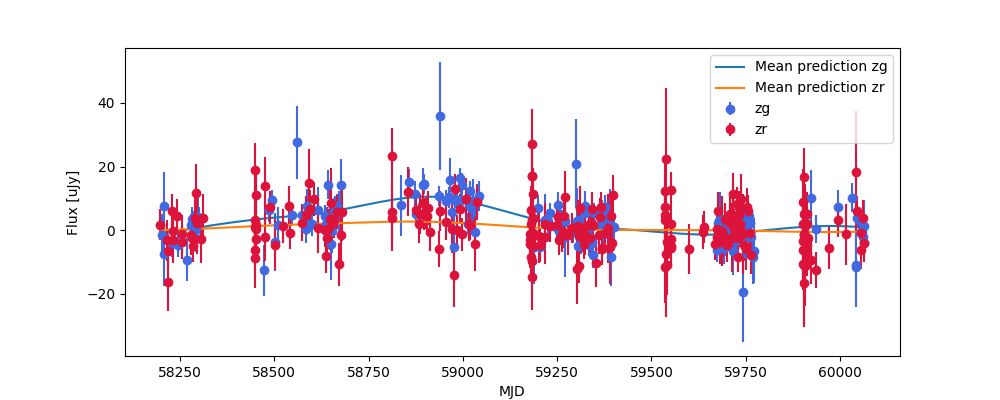 Mean prediction zg
Mean prediction zr
zg
zr
Flux [uJy]
40
20
0
−20
58250
58500
58750
59000
59250
59500
59750
60000
MJD